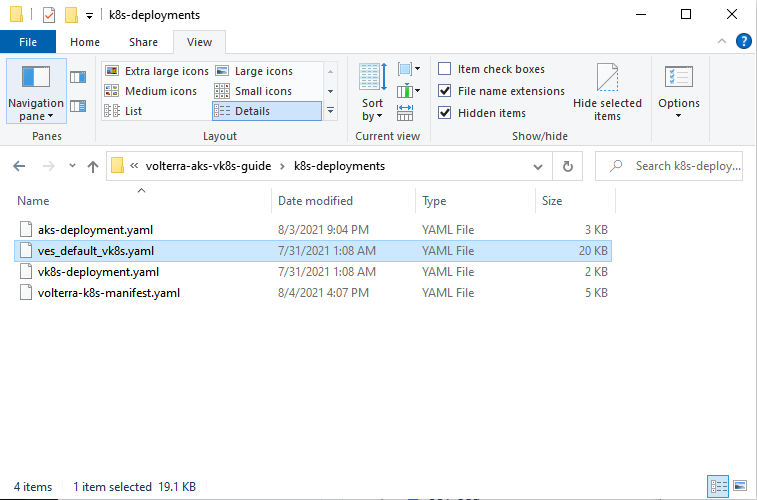 k8s-deployments
File Home Share View
Navigation pane
Panes
Extra large icons Large icons
Medium icons Small icons
List Details
Layout
Sort by
Current view
Item check boxes
File name extensions
Hidden items
Hide selected items
Show/hide
Options
« volterra-aks-vk8s-guide › k8s-deployments
Search k8s-deploy...
Name Date modified Type Size
aks-deployment.yaml 8/3/2021 9:04 PM YAML File 3 KB
ves_default_vk8s.yaml 7/31/2021 1:08 AM YAML File 20 KB
vk8s-deployment.yaml 7/31/2021 1:08 AM YAML File 2 KB
volterra-k8s-manifest.yaml 8/4/2021 4:07 PM YAML File 5 KB
4 items 1 item selected 19.1 KB